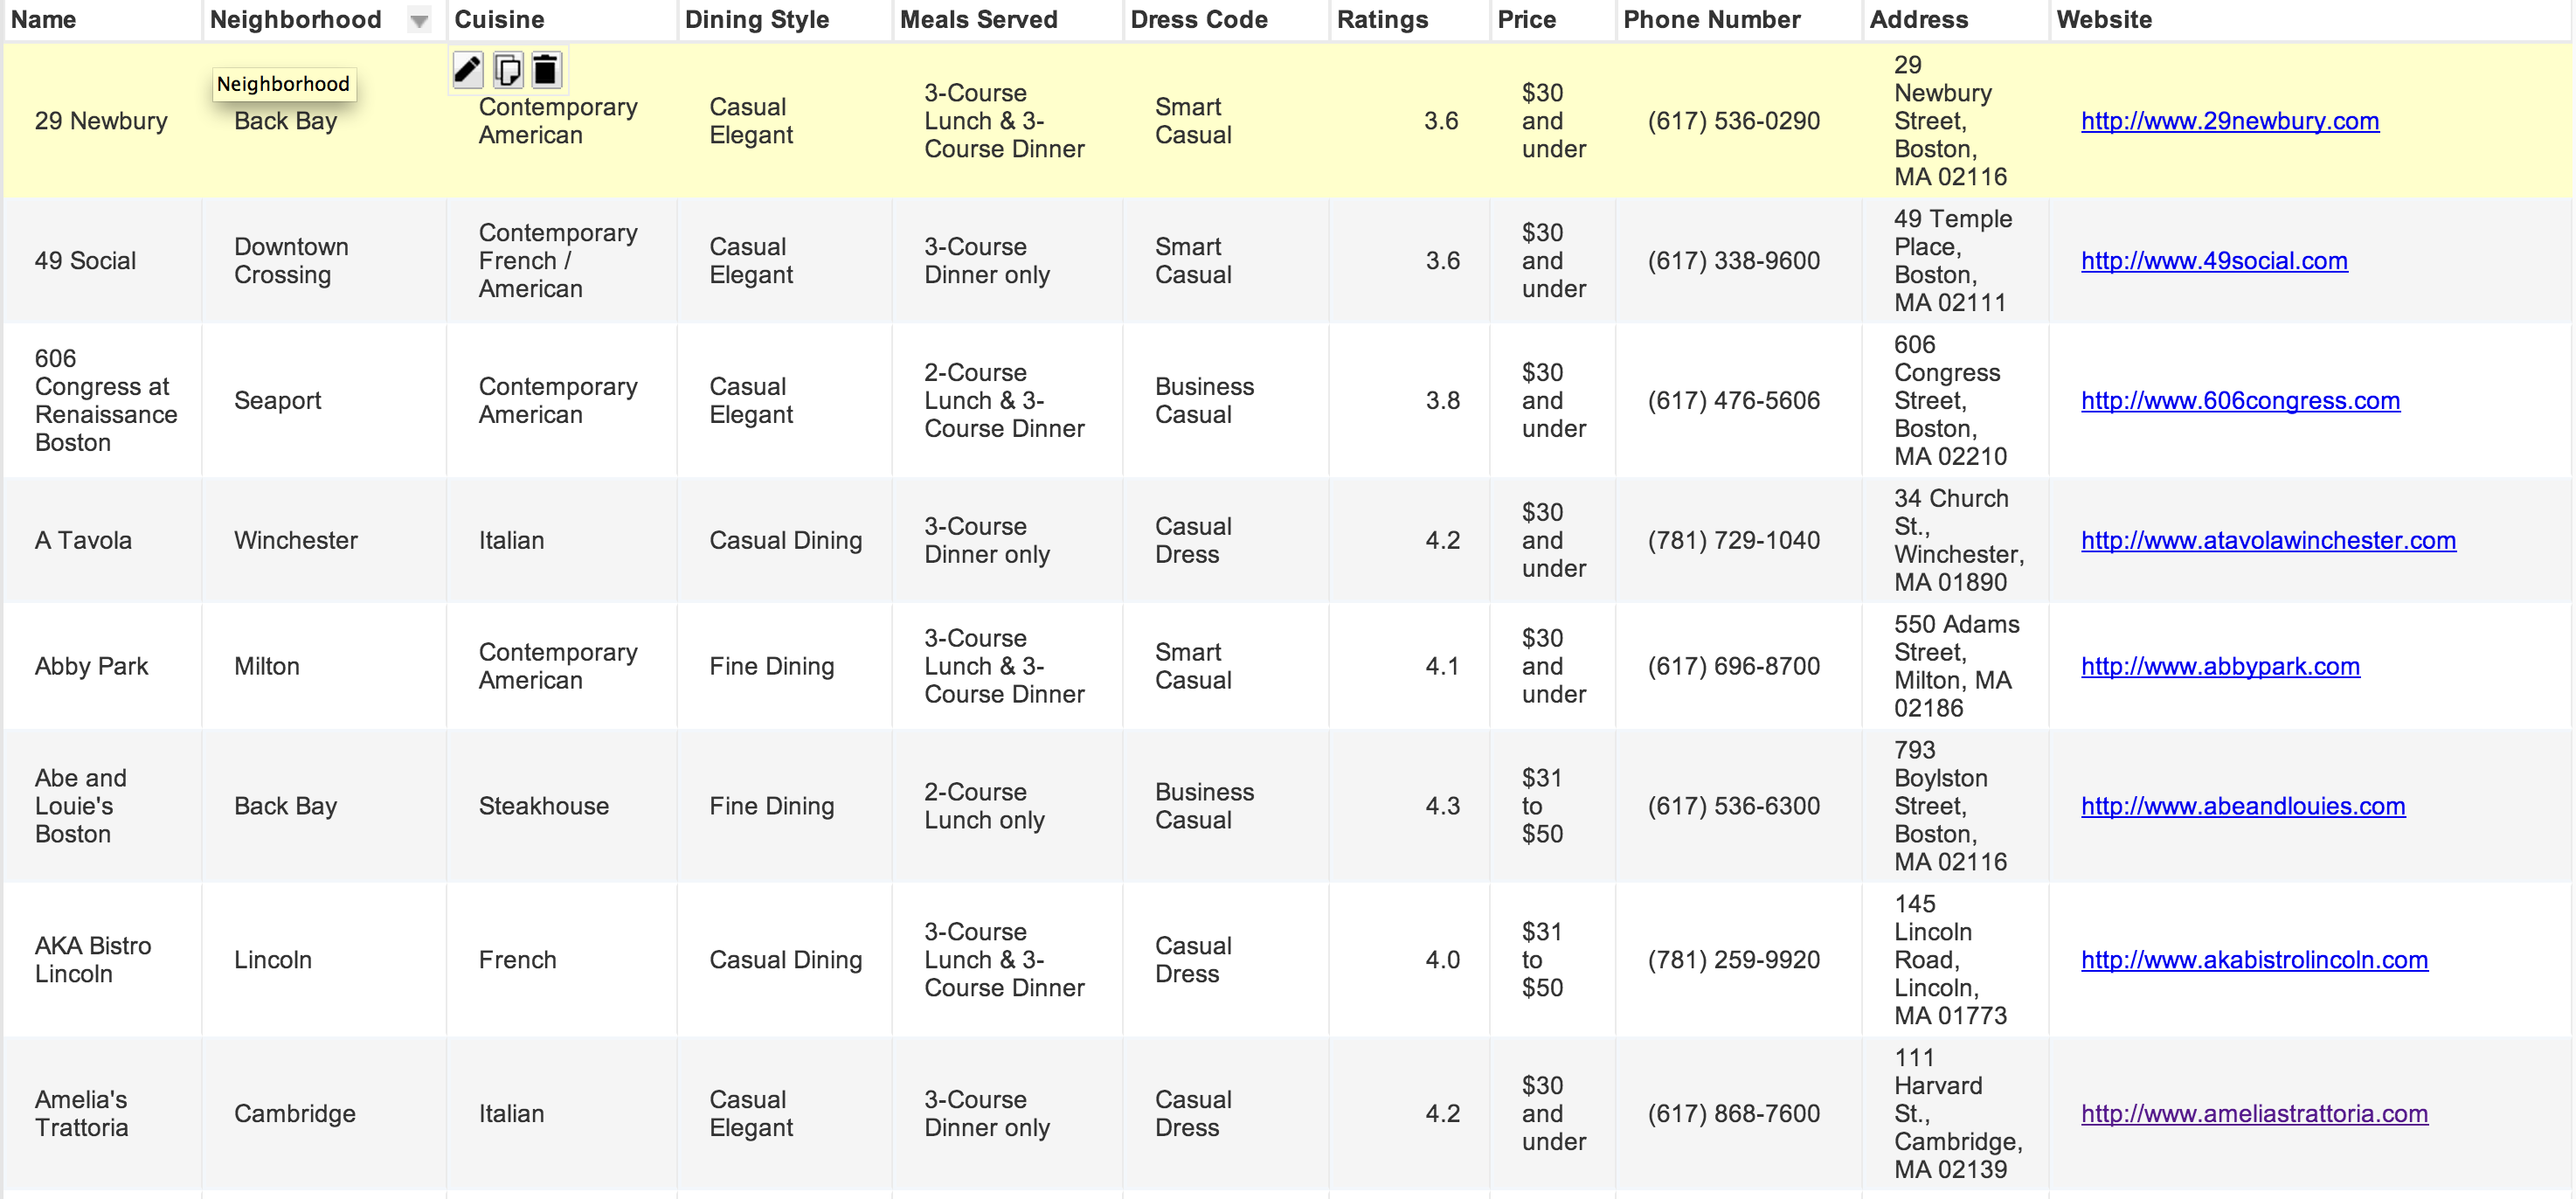 Name Neighborhood Cuisine Dining Style Meals Served Dress Code Ratings Price Phone Number Address Website
Neighborhood
29 Newbury
Back Bay
Contemporary
American
Casual
Elegant
3-Course
Lunch & 3-
Course Dinner
Smart
Casual
3.6
$30
and
under
(617) 536-0290
29
Newbury
Street,
Boston,
MA 02116
http://www.29newbury.com
49 Social
Downtown
Crossing
Contemporary
French /
American
Casual
Elegant
3-Course
Dinner only
Smart
Casual
3.6
$30
and
under
(617) 338-9600
49 Temple
Place,
Boston,
MA 02111
http://www.49social.com
606
Congress at
Renaissance
Boston
Seaport
Contemporary
American
Casual
Elegant
2-Course
Lunch & 3-
Course Dinner
Business
Casual
3.8
$30
and
under
(617) 476-5606
606
Congress
Street,
Boston,
MA 02210
http://www.606congress.com
A Tavola
Winchester
Italian
Casual Dining
3-Course
Dinner only
Casual
Dress
4.2
$30
and
under
(781) 729-1040
34 Church
St.,
Winchester,
MA 01890
http://www.atavolawinchester.com
Abby Park
Milton
Contemporary
American
Fine Dining
3-Course
Lunch & 3-
Course Dinner
Smart
Casual
4.1
$30
and
under
(617) 696-8700
550 Adams
Street,
Milton, MA
02186
http://www.abbypark.com
Abe and
Louie's
Boston
Back Bay
Steakhouse
Fine Dining
2-Course
Lunch only
Business
Casual
4.3
$31
to
$50
(617) 536-6300
793
Boylston
Street,
Boston,
MA 02116
http://www.abeandlouies.com
AKA Bistro
Lincoln
Lincoln
French
Casual Dining
3-Course
Lunch & 3-
Course Dinner
Casual
Dress
4.0
$31
to
$50
(781) 259-9920
145
Lincoln
Road,
Lincoln,
MA 01773
http://www.akabistrolincoln.com
Amelia's
Trattoria
Cambridge
Italian
Casual
Elegant
3-Course
Dinner only
Casual
Dress
4.2
$30
and
under
(617) 868-7600
111
Harvard
St.,
Cambridge,
MA 02139
http://www.ameliastrattoria.com